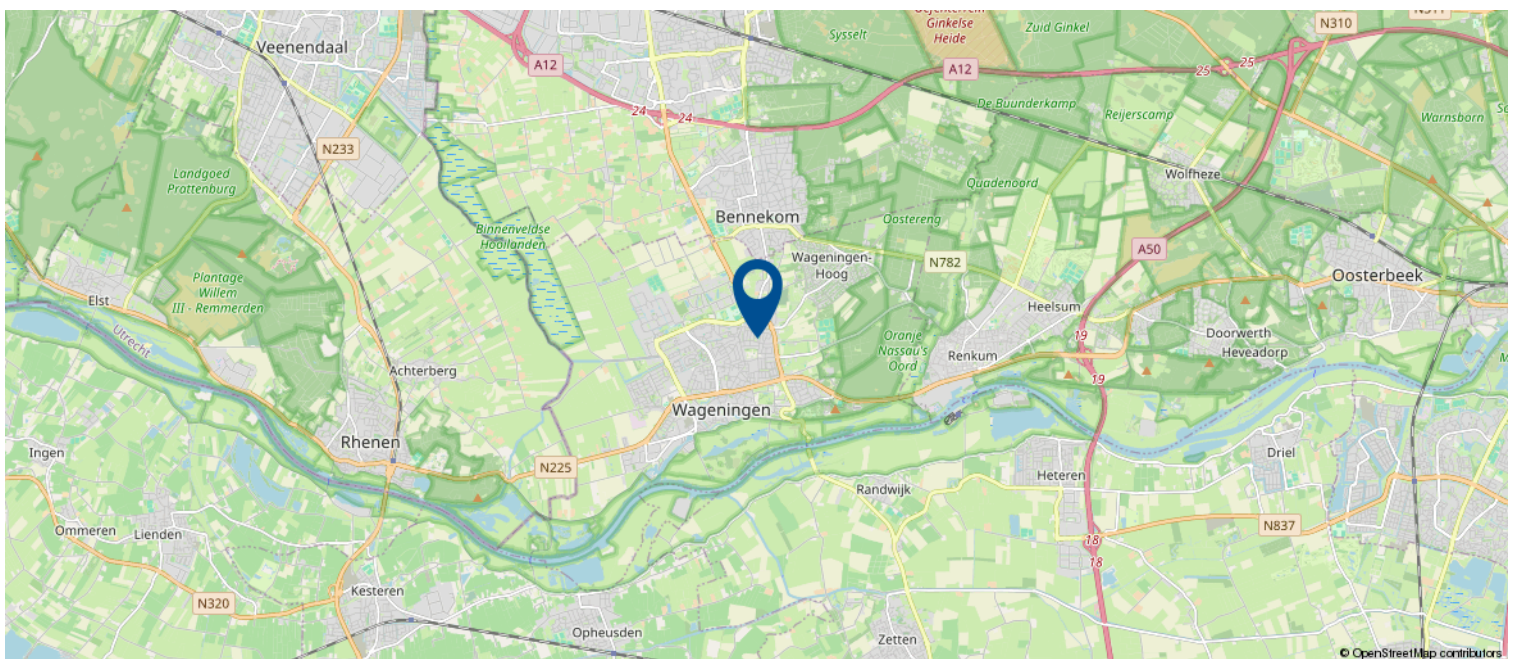 Ginkelse
Heide
Zuid Ginkel
N310
Sysselt
Veenendaal
A12
A12
25
25
24
24
De Buunderkamp
Reijerscamp
Warnsborn
N233
Landgoed
Prattenburg
Wolfheze
Quadenoord
Bennekom
Oostereng
Binnenveldse
Hooilanden
A50
Wageningen-
Hoog
N782
Plantage
Willem
III - Remmerden
Oosterbeek
Elst
Heelsum
Utrecht
19
Doorwerth
Oranje
Nassau's
Oord
Renkum
Heveadorp
Achterberg
19
Wageningen
Rhenen
Ingen
Driel
N225
Heteren
Randwijk
Ommeren
Lienden
N837
18
18
Kesteren
N320
Opheusden
Zetten
© OpenStreetMap contributors